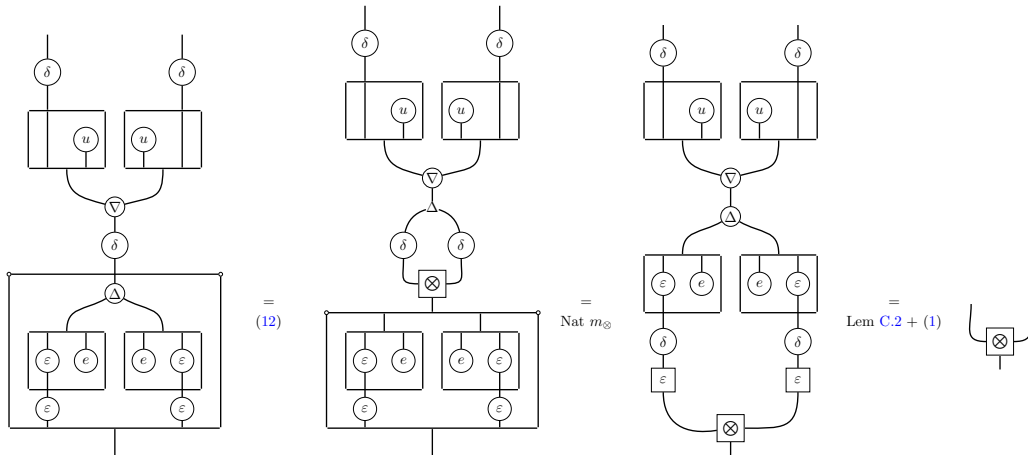 δ δ
u u
∇
δ
Δ
ε e e ε
ε ε
=
(12)
δ δ
u u
∇
Δ
δ δ
⊗
ε e e ε
ε ε
=
Nat m⊗
δ δ
u u
∇
Δ
ε e e ε
δ δ
ε ε
⊗
=
Lem C.2 + (1)
⊗